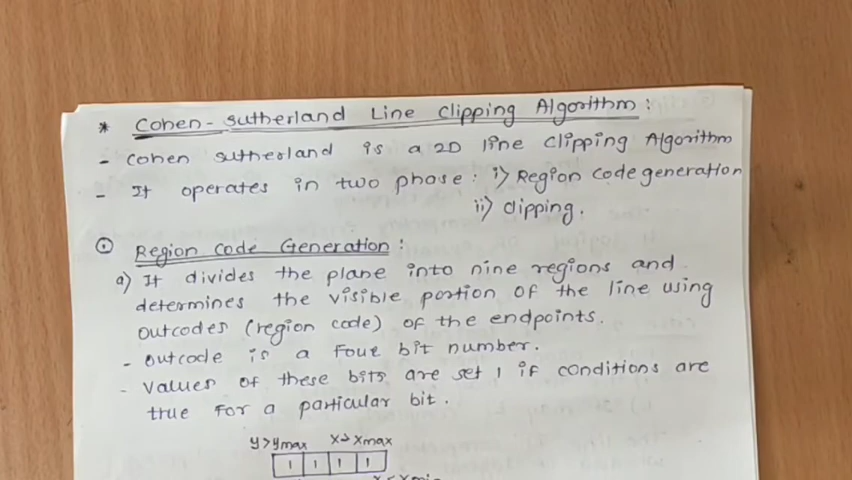 * Cohen-Sutherland Line Clipping Algorithm :
- Cohen Sutherland is a 2D line Clipping Algorithm
- It operates in two phase : i) Region code generation
ii) clipping.
① Region Code Generation :
a) It divides the plane into nine regions and
determines the visible portion of the line using
outcodes (region code) of the endpoints.
- outcode is a Four bit number.
- Values of these bits are set 1 if conditions are
true for a particular bit.
y>ymax x>xmax
1 1 1 1